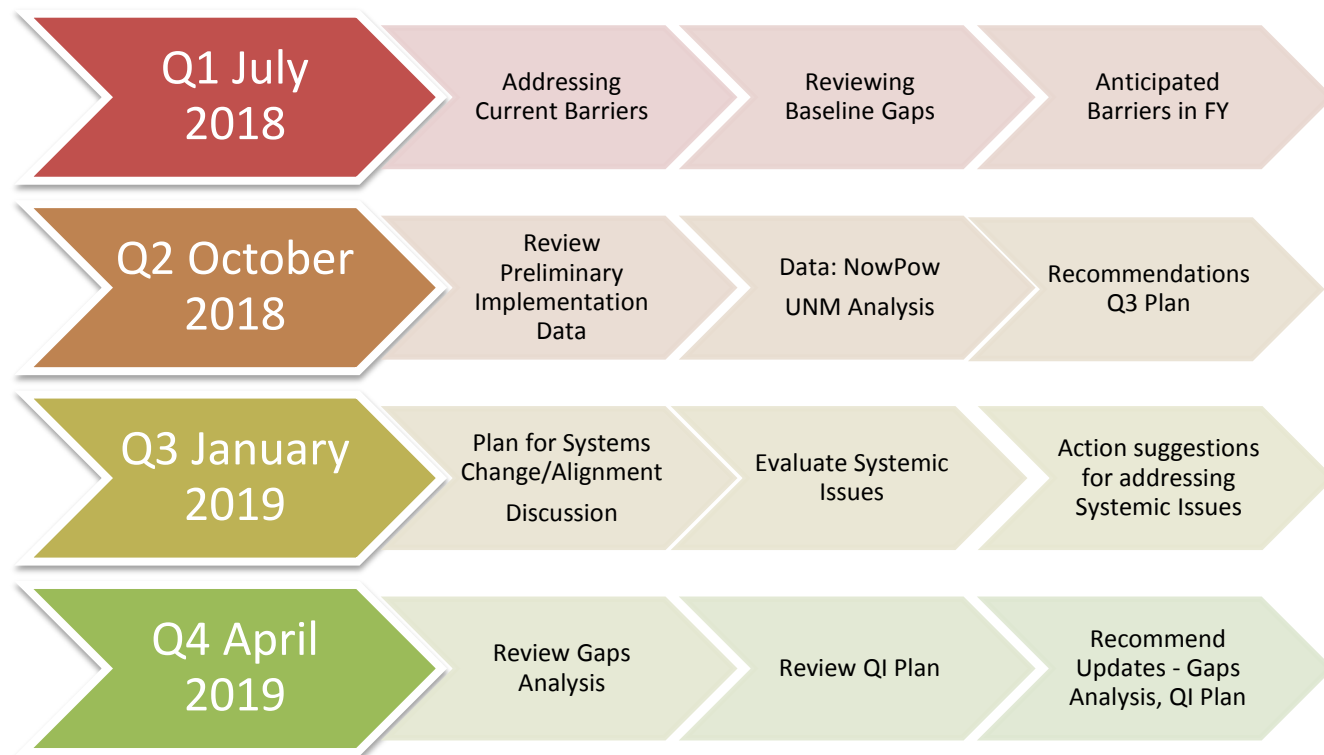 Q1 July
2018
Addressing
Current Barriers
Reviewing
Baseline Gaps
Anticipated
Barriers in FY
Q2 October
2018
Review
Preliminary
Implementation
Data
Data: NowPow
UNM Analysis
Recommendations
Q3 Plan
Q3 January
2019
Plan for Systems
Change/Alignment
Discussion
Evaluate Systemic
Issues
Action suggestions
for addressing
Systemic Issues
Q4 April
2019
Review Gaps
Analysis
Review QI Plan
Recommend
Updates - Gaps
Analysis, QI Plan